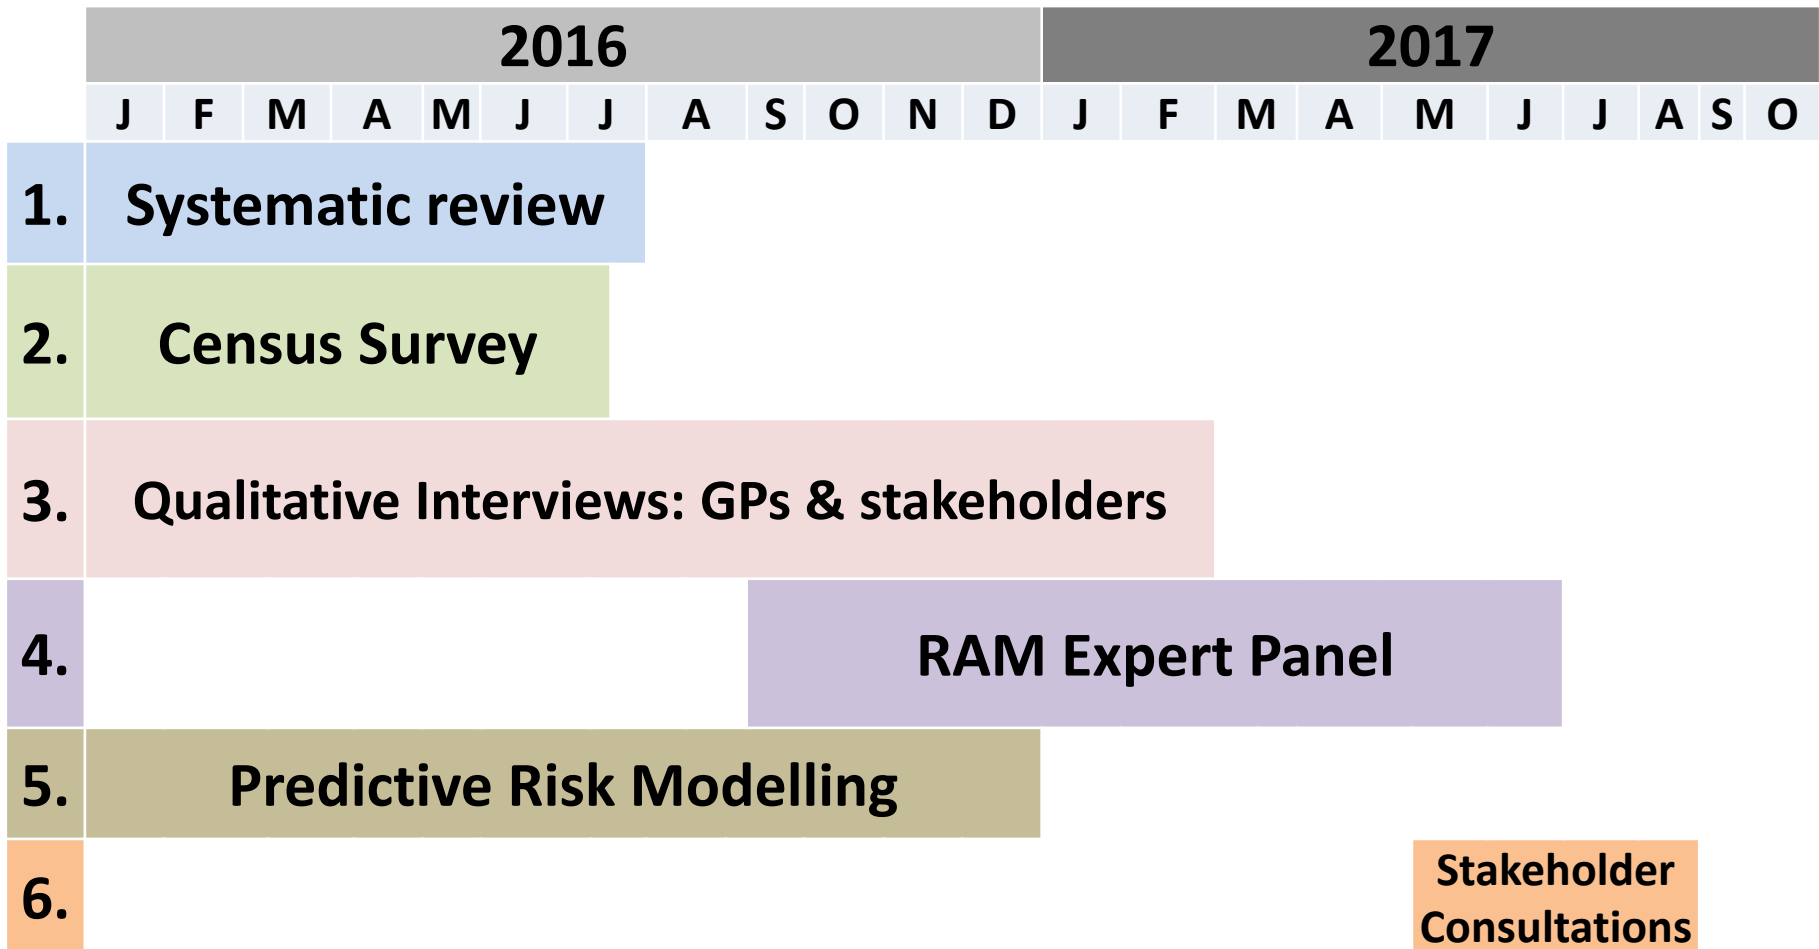 2016 2017
J F M A M J J A S O N D J F M A M J J A S O
1. Systematic review
2. Census Survey
3. Qualitative Interviews: GPs & stakeholders
4. RAM Expert Panel
5. Predictive Risk Modelling
6. Stakeholder
Consultations